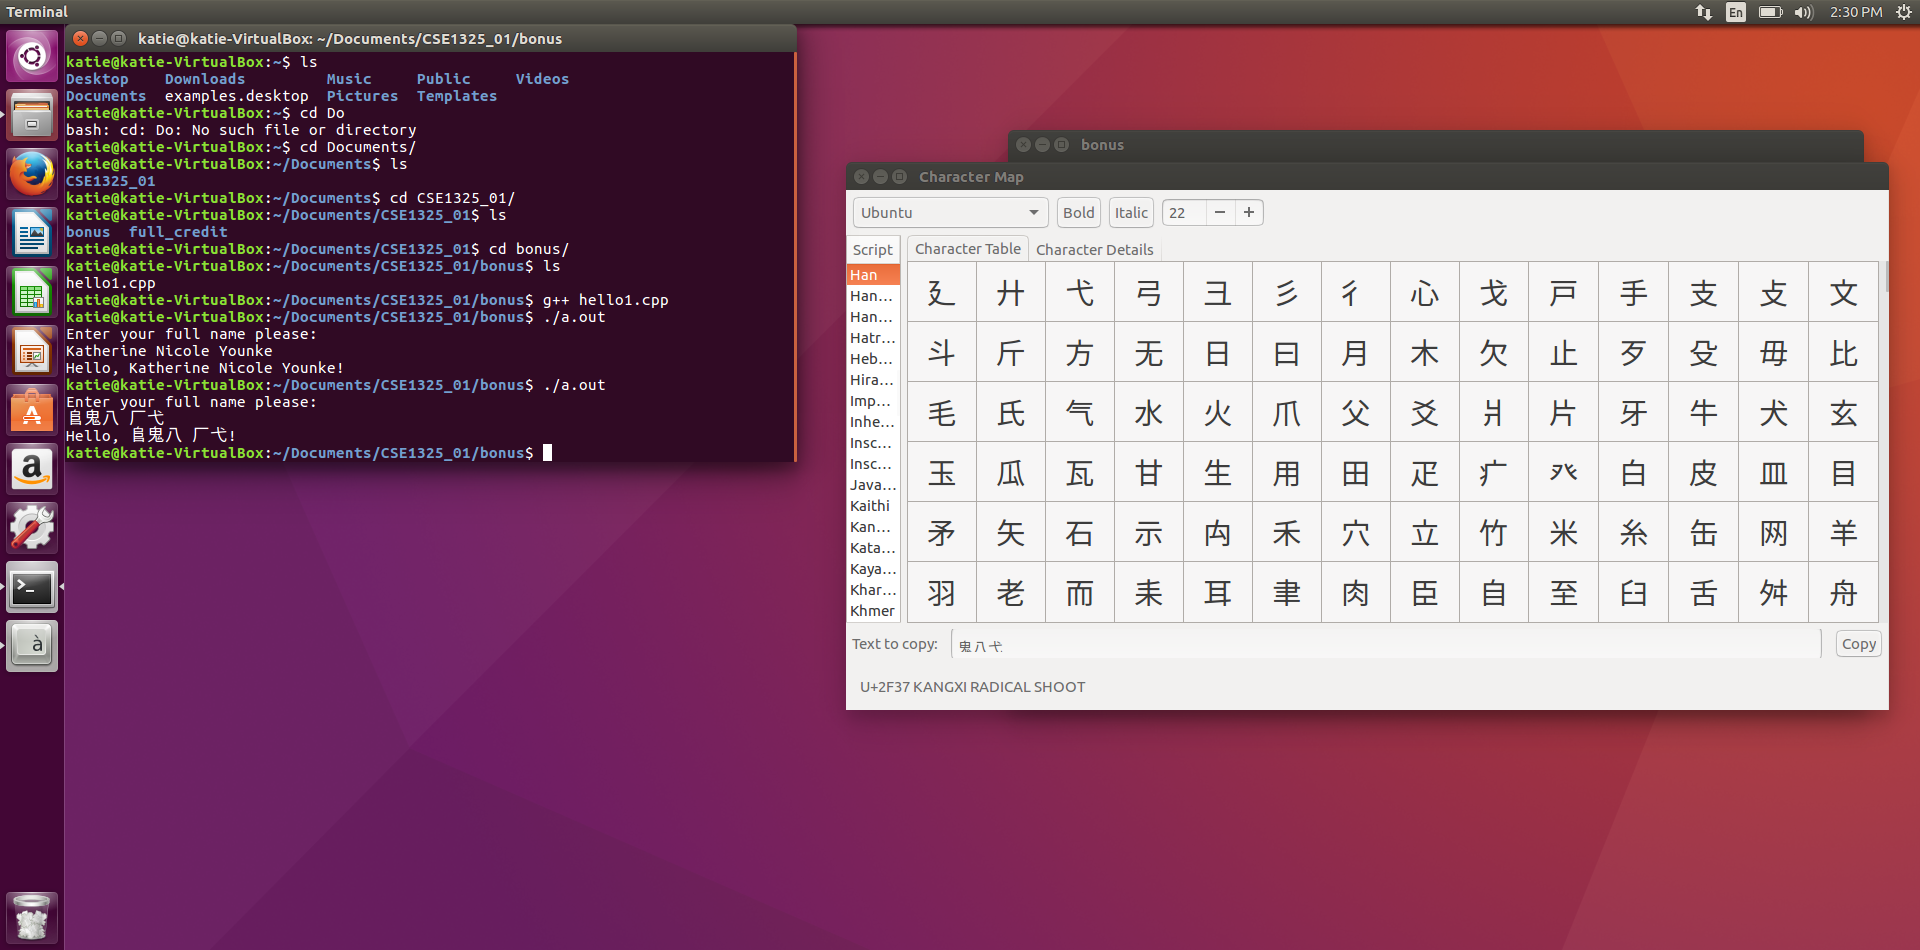 Terminal
En
2:30 PM
katie@katie-VirtualBox: ~/Documents/CSE1325_01/bonus
katie@katie-VirtualBox:~$ ls
Desktop Downloads Music Public Videos
Documents examples.desktop Pictures Templates
katie@katie-VirtualBox:~$ cd Do
bash: cd: Do: No such file or directory
katie@katie-VirtualBox:~$ cd Documents/
katie@katie-VirtualBox:~/Documents$ ls
CSE1325_01
katie@katie-VirtualBox:~/Documents$ cd CSE1325_01/
katie@katie-VirtualBox:~/Documents/CSE1325_01$ ls
bonus full_credit
katie@katie-VirtualBox:~/Documents/CSE1325_01$ cd bonus/
katie@katie-VirtualBox:~/Documents/CSE1325_01/bonus$ ls
hello1.cpp
katie@katie-VirtualBox:~/Documents/CSE1325_01/bonus$ g++ hello1.cpp
katie@katie-VirtualBox:~/Documents/CSE1325_01/bonus$ ./a.out
Enter your full name please:
Katherine Nicole Younke
Hello, Katherine Nicole Younke!
katie@katie-VirtualBox:~/Documents/CSE1325_01/bonus$ ./a.out
Enter your full name please:
鬼八 厂弋
Hello, 鬼八 厂弋!
katie@katie-VirtualBox:~/Documents/CSE1325_01/bonus$
bonus
Character Map
Ubuntu
Bold
Italic
22
Script
Character Table
Character Details
Han
Han...
Han...
Hatr...
Heb...
Hira...
Imp...
Inhe...
Insc...
Insc...
Java...
Kaithi
Kan...
Kata...
Kaya...
Khar...
Khmer
廴 廾 弋 弓 彐 彡 彳 心 戈 戸 手 支 攴 文
斗 斤 方 无 日 曰 月 木 欠 止 歹 殳 毋 比
毛 氏 气 水 火 爪 父 爻 爿 片 牙 牛 犬 玄
玉 瓜 瓦 甘 生 用 田 疋 疒 癶 白 皮 皿 目
矛 矢 石 示 禸 禾 穴 立 竹 米 糸 缶 网 羊
羽 老 而 耒 耳 聿 肉 臣 自 至 臼 舌 舛 舟
Text to copy:
鬼八弋
Copy
U+2F37 KANGXI RADICAL SHOOT